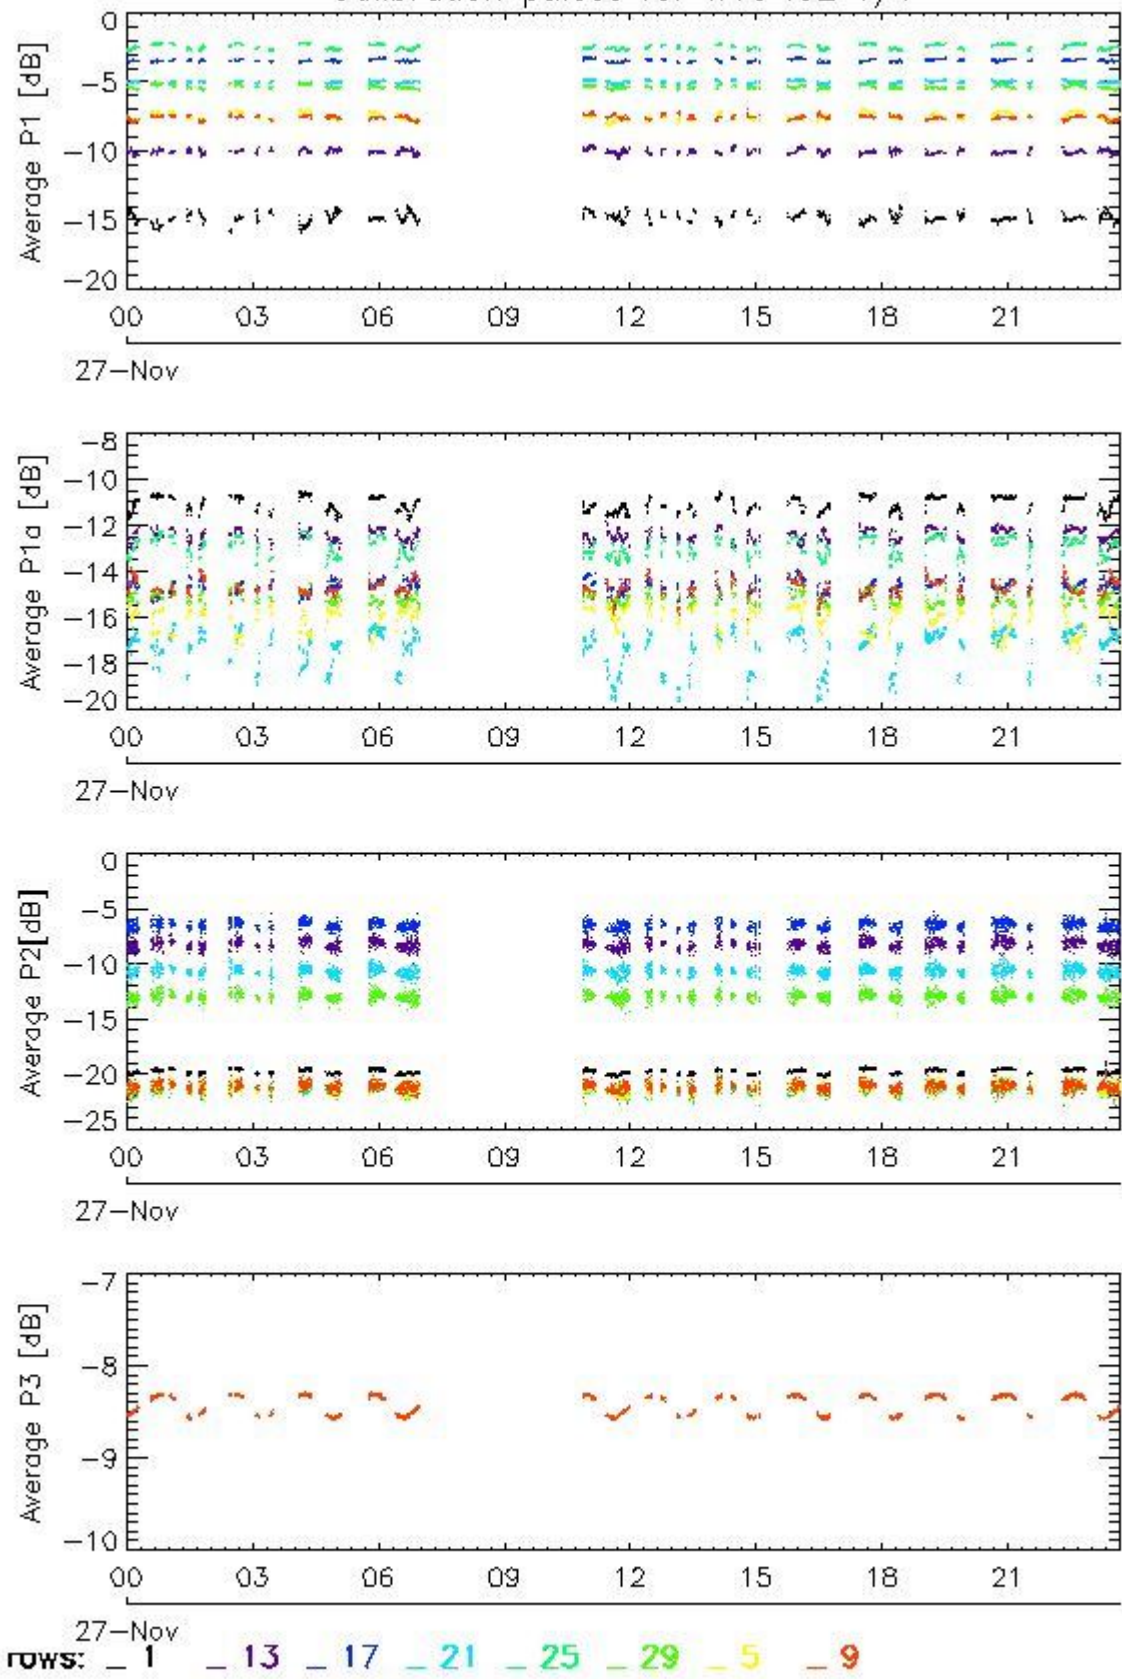 0
−5
−10
−15
−20
Average P1 [dB]
00 03 06 09 12 15 18 21
27−Nov
−8
−10
−12
−14
−16
−18
−20
Average P1a [dB]
00 03 06 09 12 15 18 21
27−Nov
0
−5
−10
−15
−20
−25
Average P2[dB]
00 03 06 09 12 15 18 21
27−Nov
−7
−8
−9
−10
Average P3 [dB]
00 03 06 09 12 15 18 21
27−Nov
rows: _ 1 _ 13 _ 17 _ 21 _ 25 _ 29 _ 5 _ 9